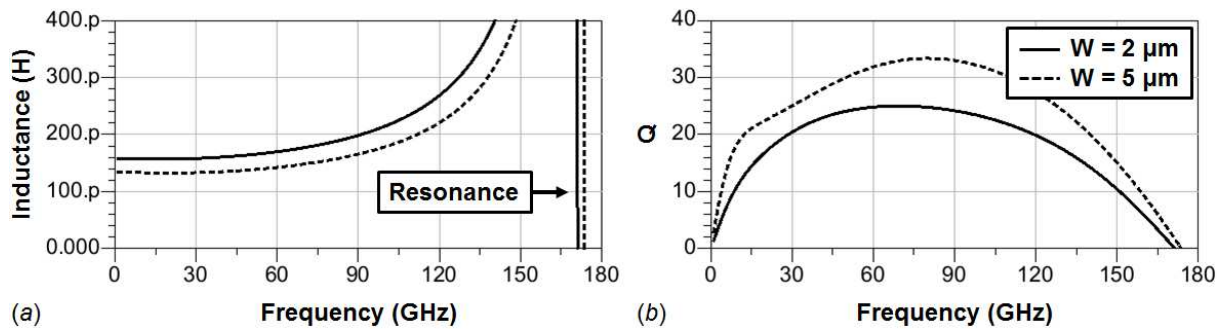 400.p
300.p
200.p
100.p
0.000
Inductance (H)
Resonance
0 30 60 90 120 150 180
(a) Frequency (GHz)
40
30
20
10
0
Q
W = 2 μm
W = 5 μm
0 30 60 90 120 150 180
(b) Frequency (GHz)